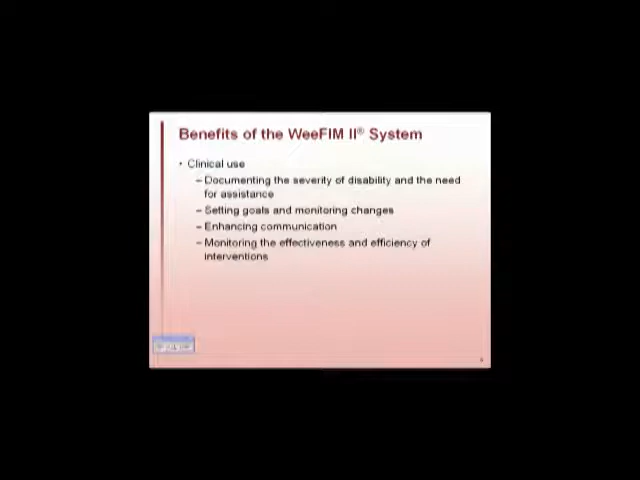 Benefits of the WeeFIM II® System
• Clinical use
– Documenting the severity of disability and the need
for assistance
– Setting goals and monitoring changes
– Enhancing communication
– Monitoring the effectiveness and efficiency of
interventions